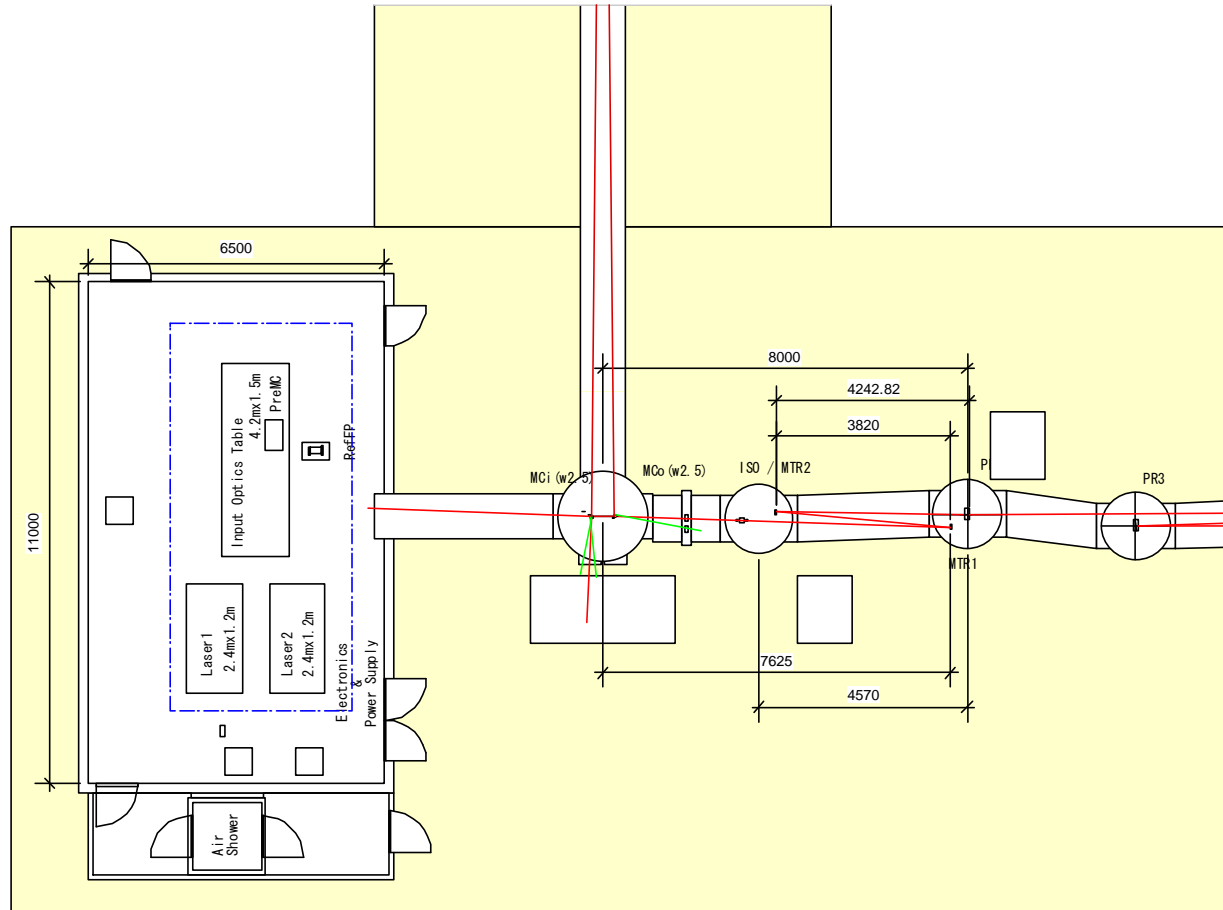 6500
8000
4242.82
3820
11000
Input Optics Table
4.2mx1.5m
PreMC
RefFP
MCi(w2.5)
MCo(w2.5)
ISO / MTR2
PR3
MTR1
Laser1
2.4mx1.2m
Laser2
2.4mx1.2m
Electronics
&
Power Supply
7625
4570
Air
Shower